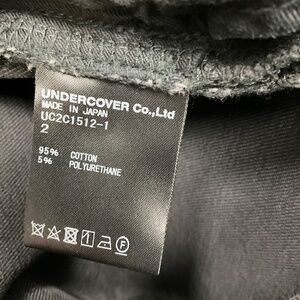 UNDERCOVER Co.,Ltd
MADE IN JAPAN
UC2C1512-1
2
95% COTTON
5% POLYURETHANE